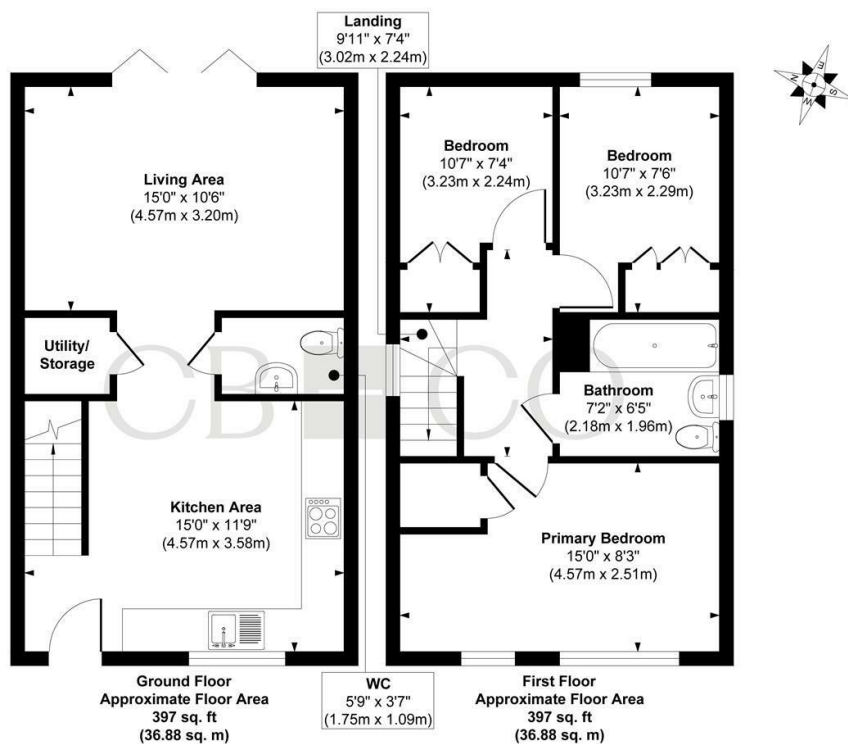 Landing
9'11" x 7'4"
(3.02m x 2.24m)
Living Area
15'0" x 10'6"
(4.57m x 3.20m)
Bedroom
10'7" x 7'4"
(3.23m x 2.24m)
Bedroom
10'7" x 7'6"
(3.23m x 2.29m)
N
E
S
W
Utility/
Storage
CB H CO
Bathroom
7'2" x 6'5"
(2.18m x 1.96m)
Kitchen Area
15'0" x 11'9"
(4.57m x 3.58m)
Primary Bedroom
15'0" x 8'3"
(4.57m x 2.51m)
Ground Floor
Approximate Floor Area
397 sq. ft
(36.88 sq. m)
WC
5'9" x 3'7"
(1.75m x 1.09m)
First Floor
Approximate Floor Area
397 sq. ft
(36.88 sq. m)